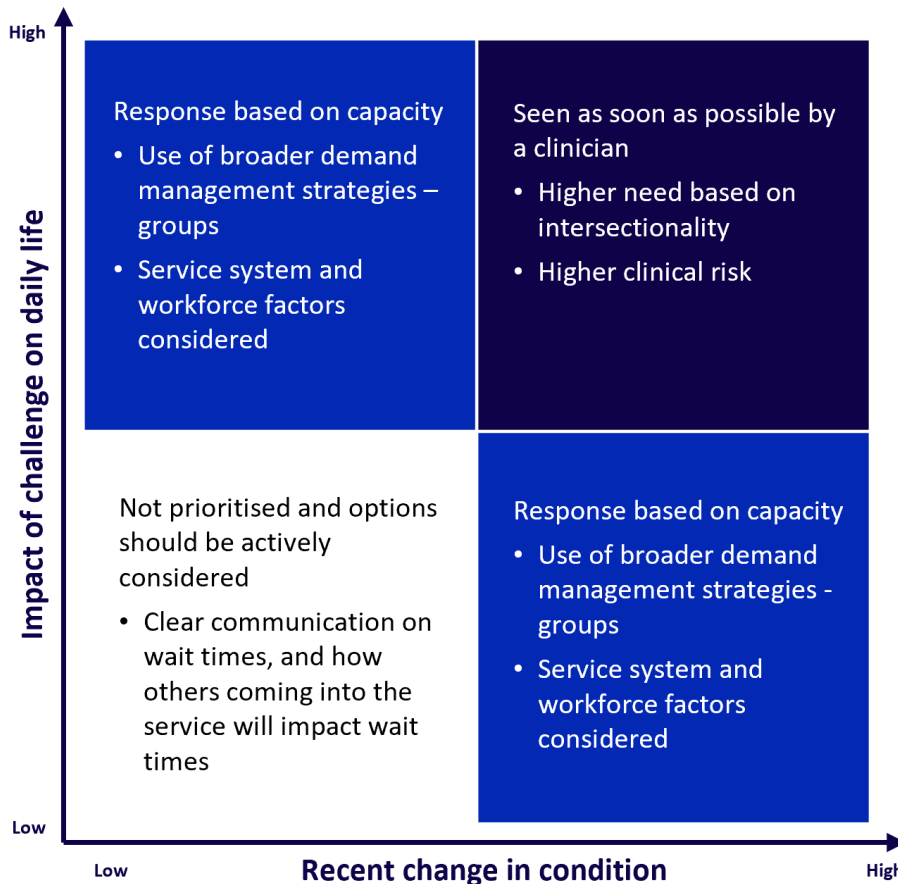 High
Impact of challenge on daily life
Response based on capacity
• Use of broader demand
management strategies –
groups
• Service system and
workforce factors
considered
Seen as soon as possible by
a clinician
• Higher need based on
intersectionality
• Higher clinical risk
Not prioritised and options
should be actively
considered
• Clear communication on
wait times, and how
others coming into the
service will impact wait
times
Response based on capacity
• Use of broader demand
management strategies -
groups
• Service system and
workforce factors
considered
Low
Low
Recent change in condition
High